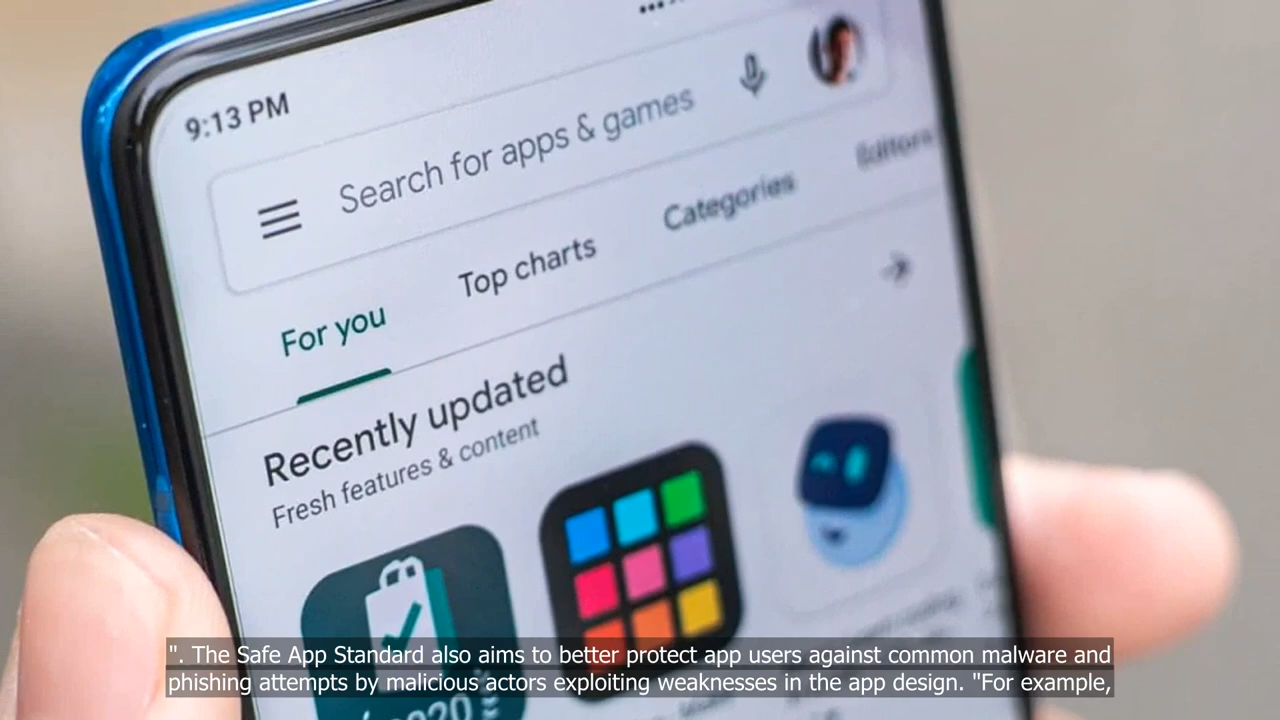 9:13 PM
Search for apps & games
For you
Top charts
Categories
Editors
Recently updated
Fresh features & content
2020
". The Safe App Standard also aims to better protect app users against common malware and
phishing attempts by malicious actors exploiting weaknesses in the app design. "For example,